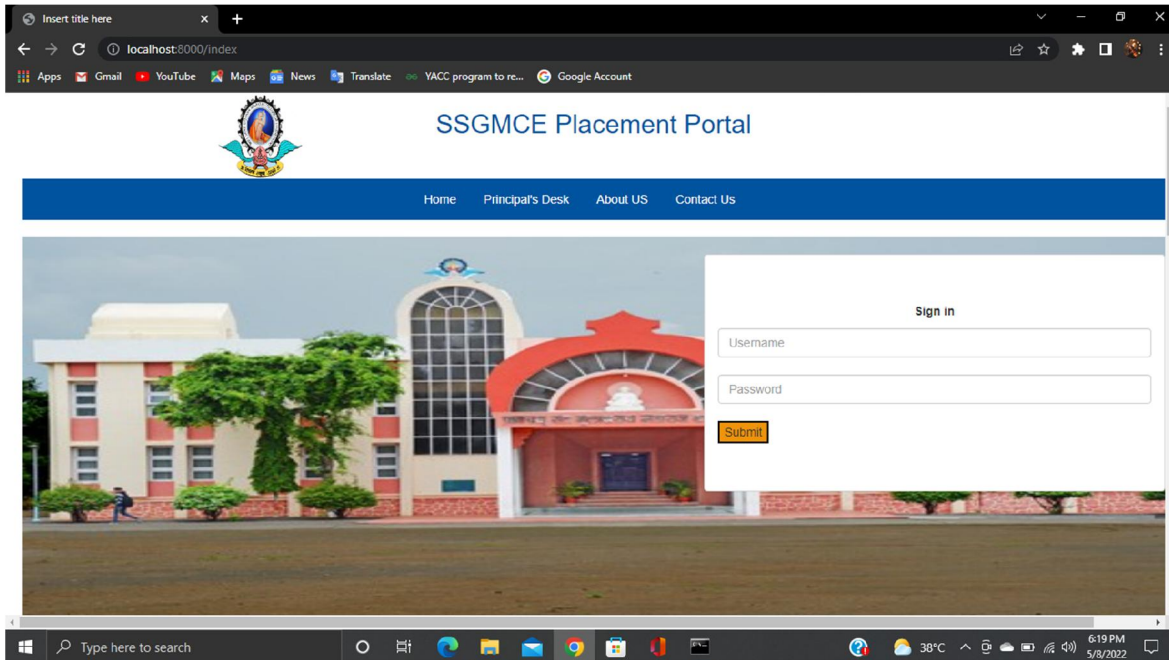 Insert title here
localhost:8000/index
Apps Gmail YouTube Maps News Translate YACC program to re... Google Account
SSGMCE Placement Portal
Home Principal's Desk About US Contact Us
Sign in
Username
Password
Submit
Type here to search
38°C
6:19 PM
5/8/2022